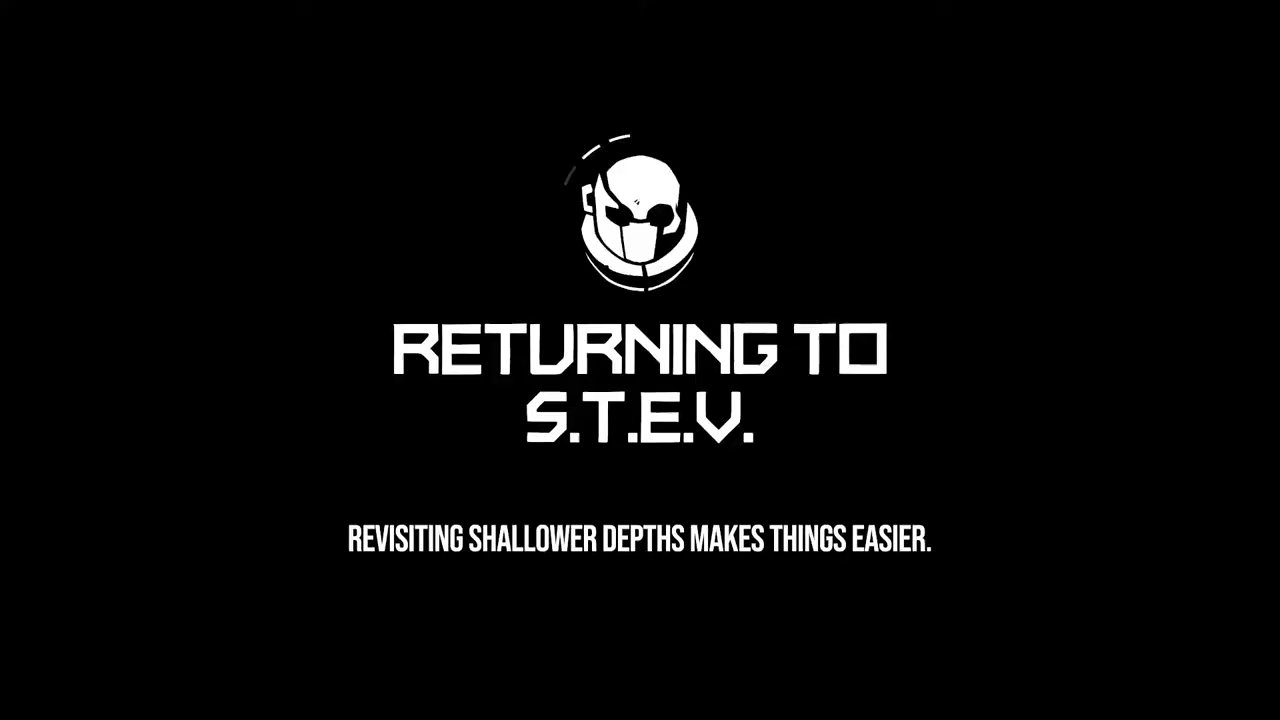 RETURNING TO
S.T.E.V.
REVISITING SHALLOWER DEPTHS MAKES THINGS EASIER.